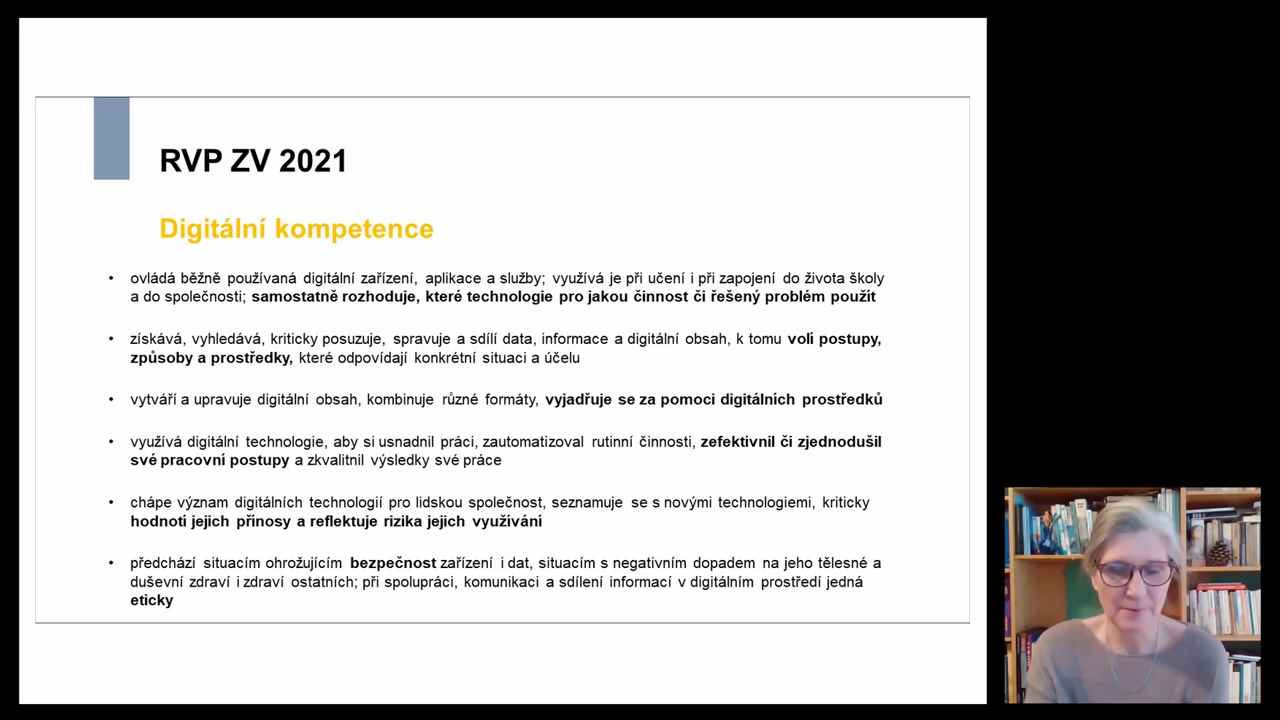 RVP ZV 2021
Digitální kompetence
• ovládá běžně používaná digitální zařízení, aplikace a služby; využívá je při učení i při zapojení do života školy
a do společnosti; samostatně rozhoduje, které technologie pro jakou činnost či řešený problém použít
• získává, vyhledává, kriticky posuzuje, spravuje a sdílí data, informace a digitální obsah, k tomu volí postupy,
způsoby a prostředky, které odpovídají konkrétní situaci a účelu
• vytváří a upravuje digitální obsah, kombinuje různé formáty, vyjadřuje se za pomoci digitálních prostředků
• využívá digitální technologie, aby si usnadnil práci, zautomatizoval rutinní činnosti, zefektivnil či zjednodušil
své pracovní postupy a zkvalitnil výsledky své práce
• chápe význam digitálních technologií pro lidskou společnost, seznamuje se s novými technologiemi, kriticky
hodnotí jejich přínosy a reflektuje rizika jejich využívání
• předchází situacím ohrožujícím bezpečnost zařízení i dat, situacím s negativním dopadem na jeho tělesné a
duševní zdraví i zdraví ostatních; při spolupráci, komunikaci a sdílení informací v digitálním prostředí jedná
eticky